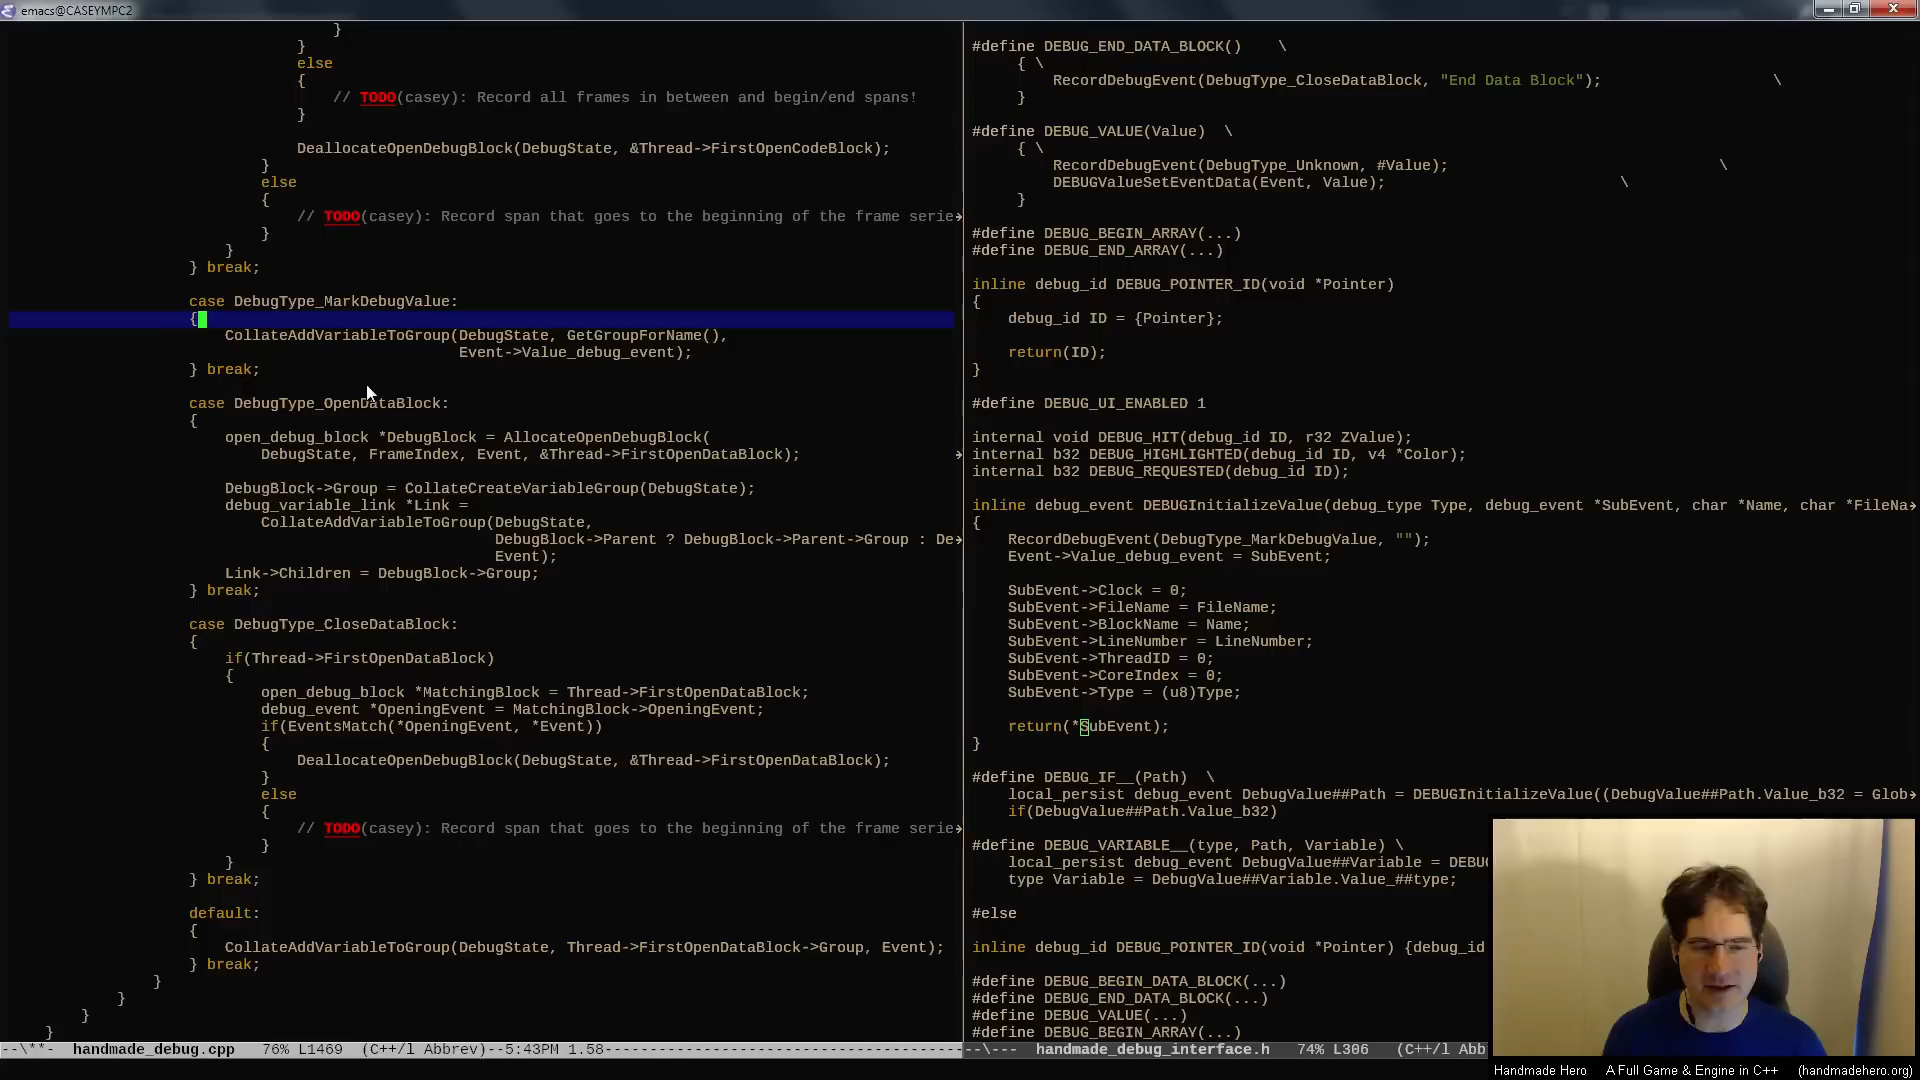 emacs@CASEYMPC2
}
}
else
{
// TODO(casey): Record all frames in between and begin/end spans!
}
DeallocateOpenDebugBlock(DebugState, &Thread->FirstOpenCodeBlock);
}
else
{
// TODO(casey): Record span that goes to the beginning of the frame serie
}
}
} break;
case DebugType_MarkDebugValue:
{
CollateAddVariableToGroup(DebugState, GetGroupForName(),
Event->Value_debug_event);
} break;
case DebugType_OpenDataBlock:
{
open_debug_block *DebugBlock = AllocateOpenDebugBlock(
DebugState, FrameIndex, Event, &Thread->FirstOpenDataBlock);
DebugBlock->Group = CollateCreateVariableGroup(DebugState);
debug_variable_link *Link =
CollateAddVariableToGroup(DebugState,
DebugBlock->Parent ? DebugBlock->Parent->Group : De
Event);
Link->Children = DebugBlock->Group;
} break;
case DebugType_CloseDataBlock:
{
if(Thread->FirstOpenDataBlock)
{
open_debug_block *MatchingBlock = Thread->FirstOpenDataBlock;
debug_event *OpeningEvent = MatchingBlock->OpeningEvent;
if(EventsMatch(*OpeningEvent, *Event))
{
DeallocateOpenDebugBlock(DebugState, &Thread->FirstOpenDataBlock);
}
else
{
// TODO(casey): Record span that goes to the beginning of the frame serie
}
}
} break;
default:
{
CollateAddVariableToGroup(DebugState, Thread->FirstOpenDataBlock->Group, Event);
} break;
}
}
}
}
--\**-  handmade_debug.cpp   76% L1469  (C++/l Abbrev)--5:43PM 1.58
#define DEBUG_END_DATA_BLOCK()    \
{ \
RecordDebugEvent(DebugType_CloseDataBlock, "End Data Block"); \
}
#define DEBUG_VALUE(Value)  \
{ \
RecordDebugEvent(DebugType_Unknown, #Value); \
DEBUGValueSetEventData(Event, Value); \
}
#define DEBUG_BEGIN_ARRAY(...)
#define DEBUG_END_ARRAY(...)
inline debug_id DEBUG_POINTER_ID(void *Pointer)
{
debug_id ID = {Pointer};
return(ID);
}
#define DEBUG_UI_ENABLED 1
internal void DEBUG_HIT(debug_id ID, r32 ZValue);
internal b32 DEBUG_HIGHLIGHTED(debug_id ID, v4 *Color);
internal b32 DEBUG_REQUESTED(debug_id ID);
inline debug_event DEBUGInitializeValue(debug_type Type, debug_event *SubEvent, char *Name, char *FileNa
{
RecordDebugEvent(DebugType_MarkDebugValue, "");
Event->Value_debug_event = SubEvent;
SubEvent->Clock = 0;
SubEvent->FileName = FileName;
SubEvent->BlockName = Name;
SubEvent->LineNumber = LineNumber;
SubEvent->ThreadID = 0;
SubEvent->CoreIndex = 0;
SubEvent->Type = (u8)Type;
return(*SubEvent);
}
#define DEBUG_IF__(Path)  \
local_persist debug_event DebugValue##Path = DEBUGInitializeValue((DebugValue##Path.Value_b32 = Glob
if(DebugValue##Path.Value_b32)
#define DEBUG_VARIABLE__(type, Path, Variable) \
local_persist debug_event DebugValue##Variable = DEBUG
type Variable = DebugValue##Variable.Value_##type;
#else
inline debug_id DEBUG_POINTER_ID(void *Pointer) {debug_id
#define DEBUG_BEGIN_DATA_BLOCK(...)
#define DEBUG_END_DATA_BLOCK(...)
#define DEBUG_VALUE(...)
#define DEBUG_BEGIN_ARRAY(...)
--\---  handmade_debug_interface.h   74% L306   (C++/l Abb
Handmade Hero   A Full Game & Engine in C++   (handmadehero.org)